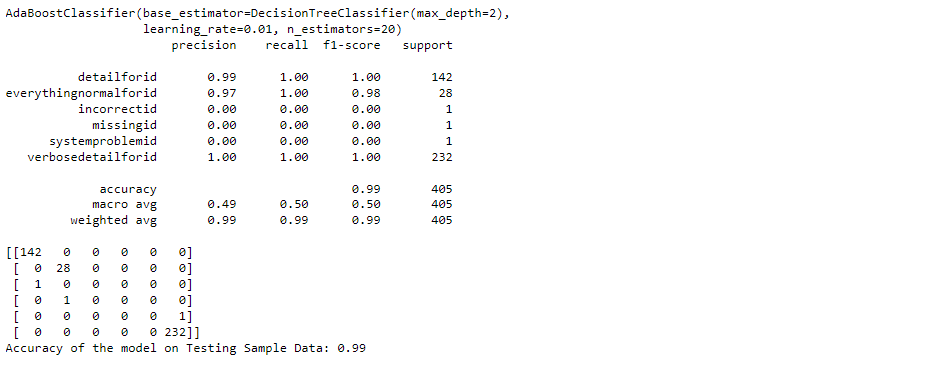 AdaBoostClassifier(base_estimator=DecisionTreeClassifier(max_depth=2),
                   learning_rate=0.01, n_estimators=20)
                       precision    recall  f1-score   support

          detailforid       0.99      1.00      1.00       142
everythingnormalforid       0.97      1.00      0.98        28
          incorrectid       0.00      0.00      0.00         1
            missingid       0.00      0.00      0.00         1
      systemproblemid       0.00      0.00      0.00         1
   verbosedetailforid       1.00      1.00      1.00       232

             accuracy                           0.99       405
            macro avg       0.49      0.50      0.50       405
         weighted avg       0.99      0.99      0.99       405

[[142   0   0   0   0   0]
 [  0  28   0   0   0   0]
 [  1   0   0   0   0   0]
 [  0   1   0   0   0   0]
 [  0   0   0   0   0   1]
 [  0   0   0   0   0 232]]
Accuracy of the model on Testing Sample Data: 0.99